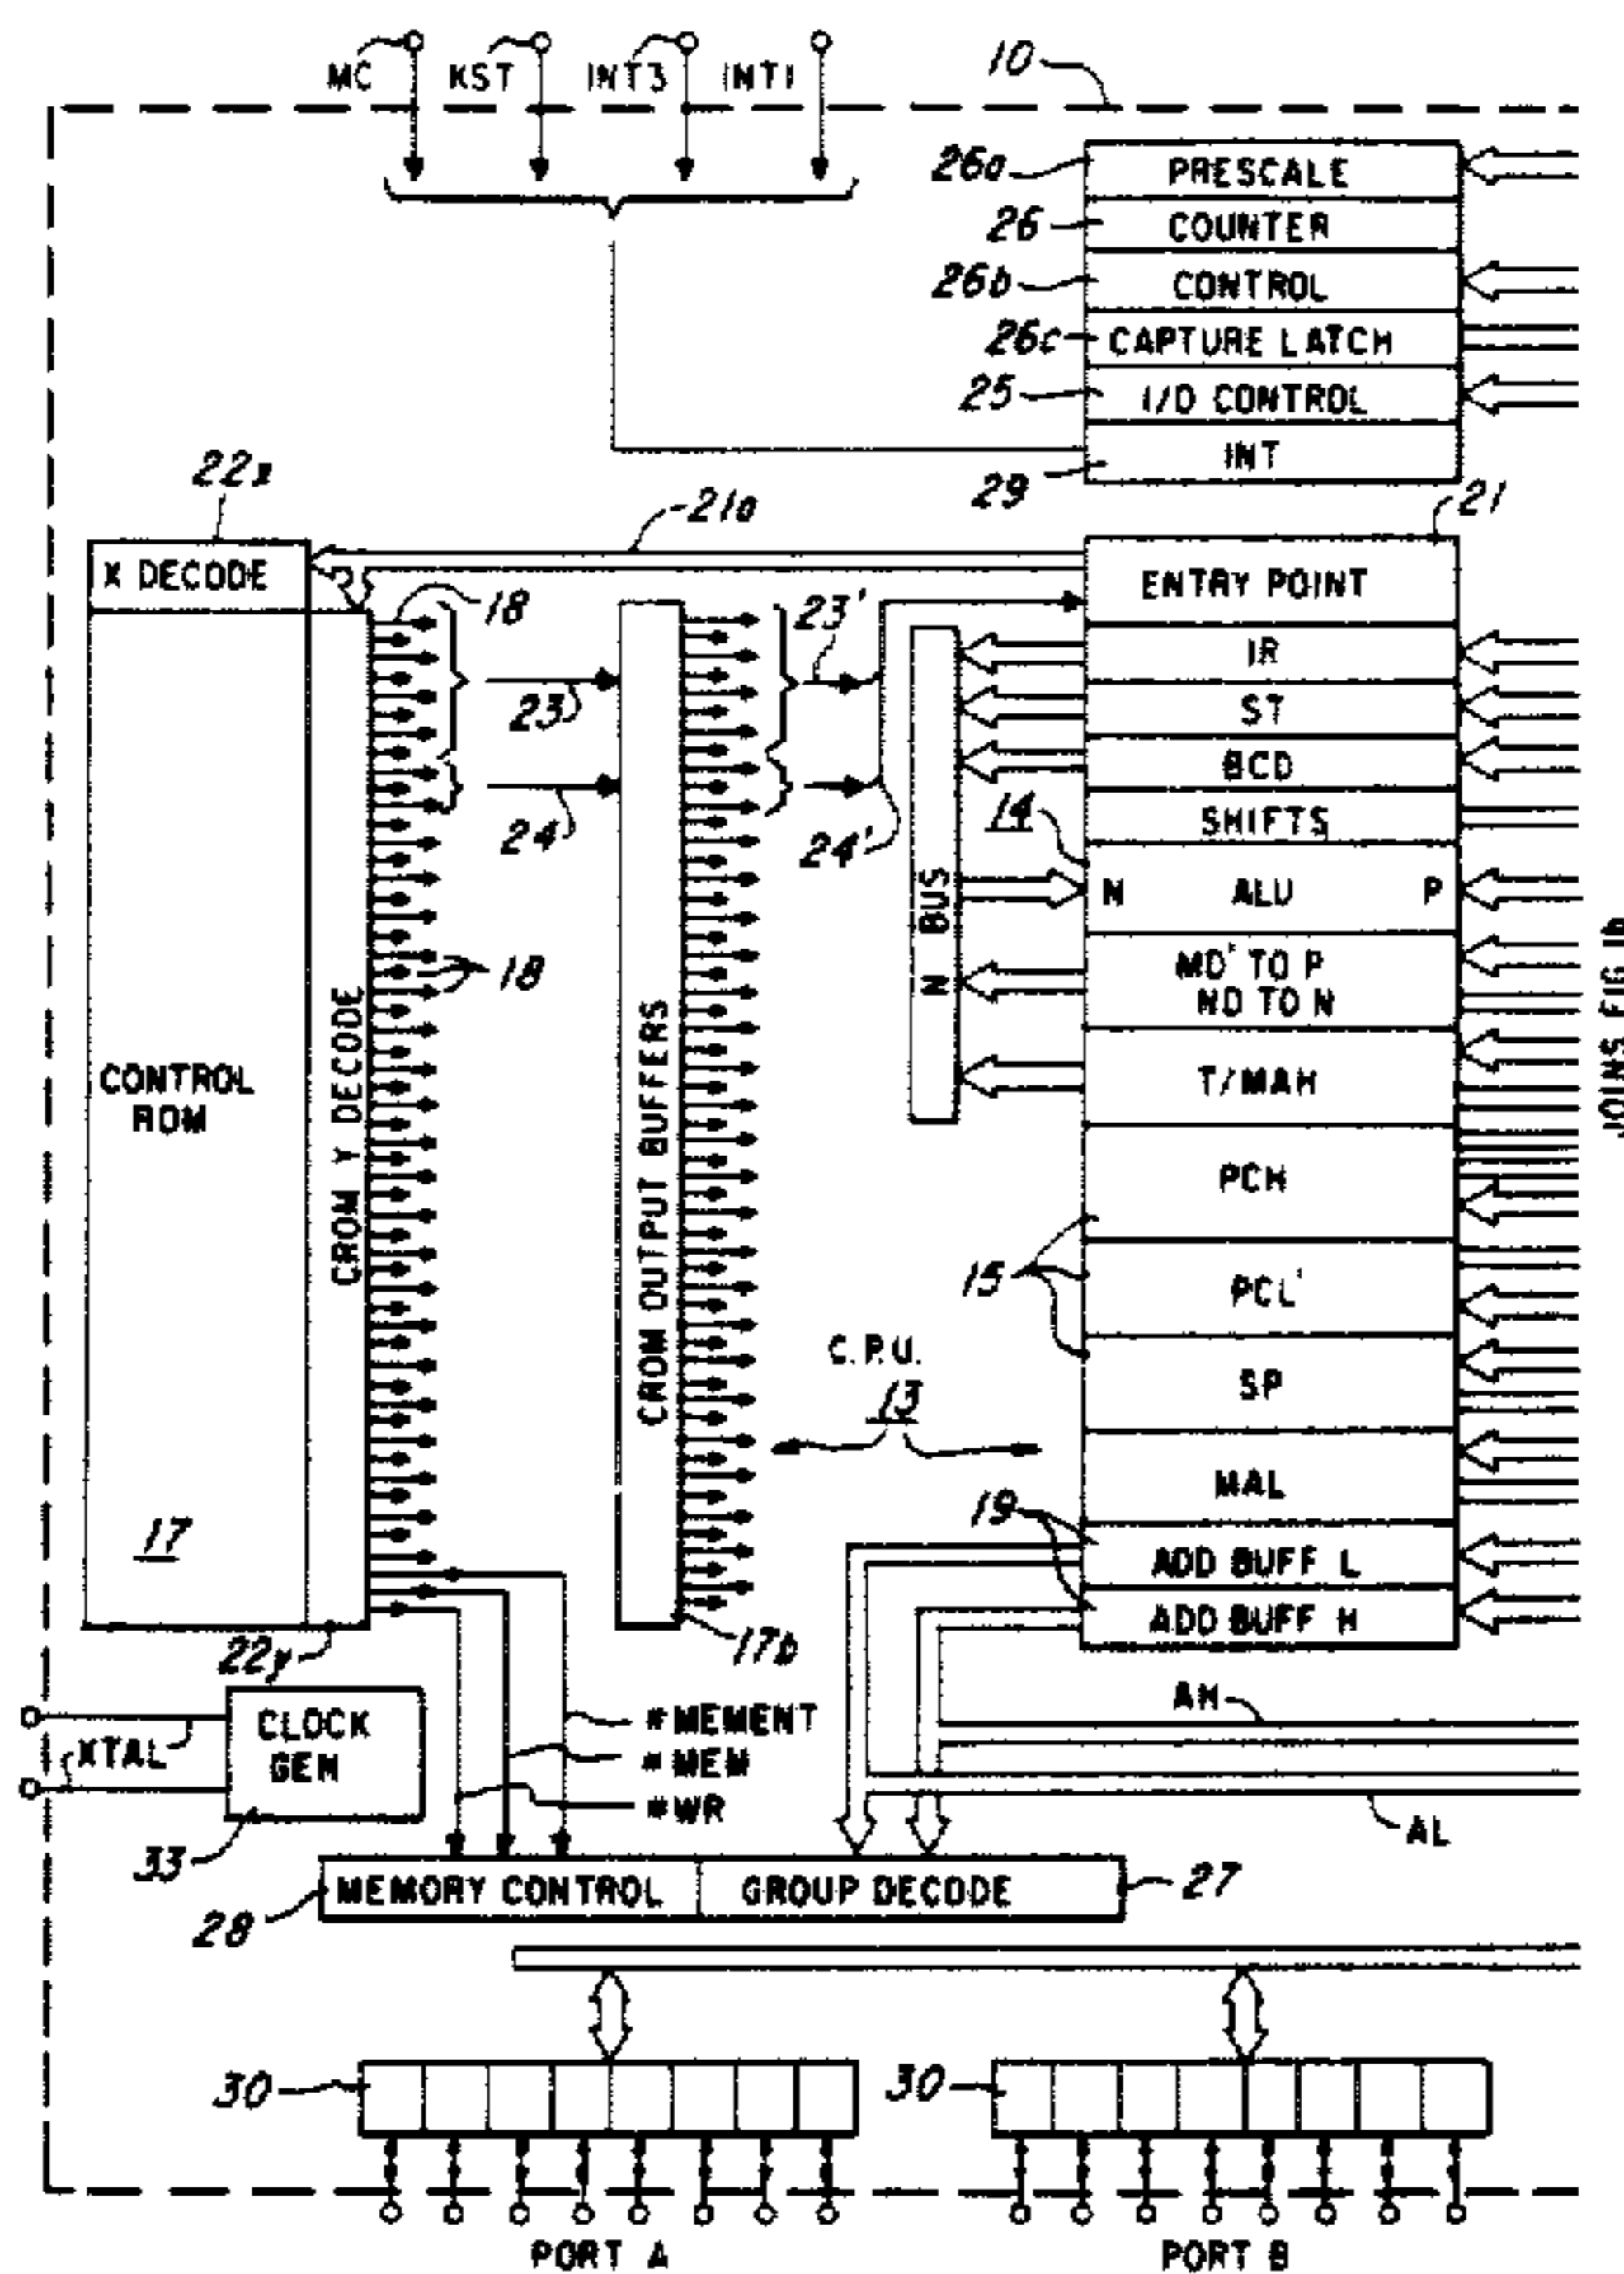 MC
RST
INT3
INT1
10
26a
PRESCALE
26
COUNTER
26b
CONTROL
26c
CAPTURE LATCH
25
I/O CONTROL
29
INT
22x
21a
21
X DECODE
ENTRY POINT
18
23
23'
24
24'
IR
ST
BCD
14
SHIFTS
N ALU P
N BUS
18
MD' TO P
MD TO N
T/MAH
CONTROL
ROM
CROM Y DECODE
CROM OUTPUT BUFFERS
PCH
15
PCL
C.P.U.
13
SP
MAL
17
19
ADD BUFF L
ADD BUFF H
22y
17b
XTAL
CLOCK
GEN
33
#MEMENT
#MEM
#WR
AH
AL
28
MEMORY CONTROL
GROUP DECODE
27
30
30
PORT A
PORT B
JOINS FIG 1b